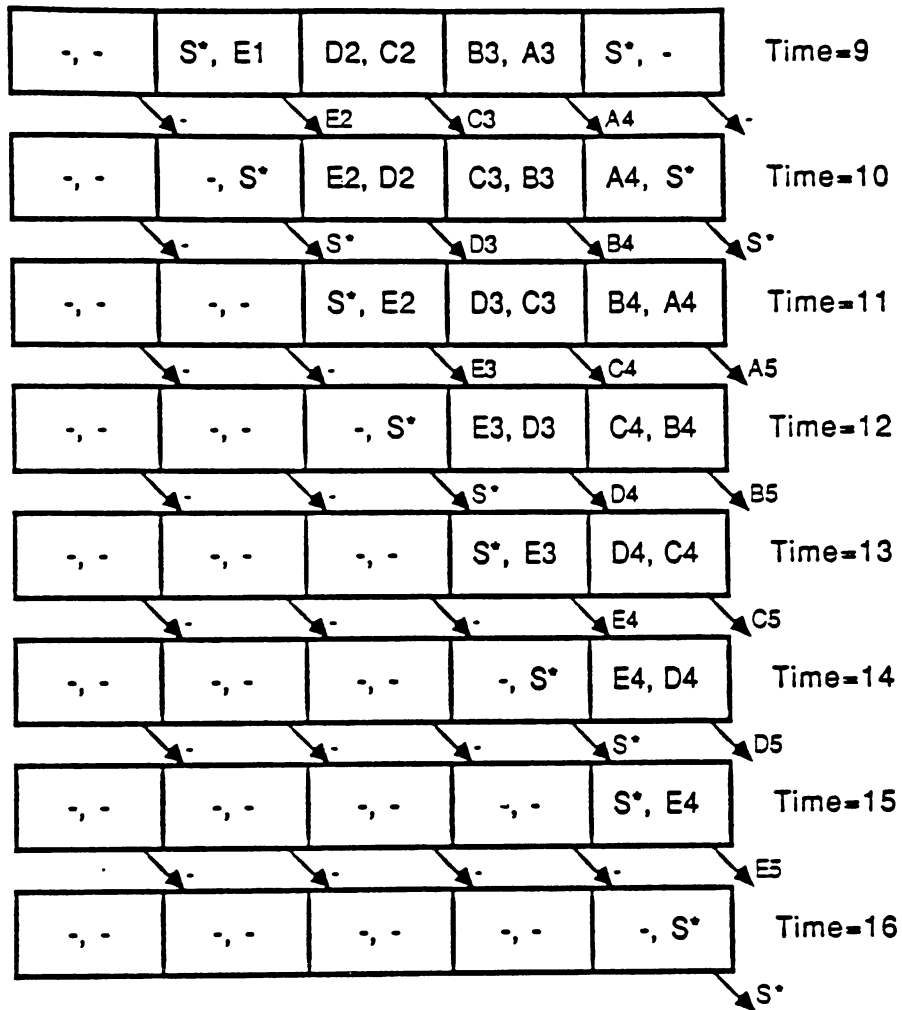 -, - S*, E1 D2, C2 B3, A3 S*, - Time=9
- E2 C3 A4 -
-, - -, S* E2, D2 C3, B3 A4, S* Time=10
- S* D3 B4 S*
-, - -, - S*, E2 D3, C3 B4, A4 Time=11
- - E3 C4 A5
-, - -, - -, S* E3, D3 C4, B4 Time=12
- - S* D4 B5
-, - -, - -, - S*, E3 D4, C4 Time=13
- - - E4 C5
-, - -, - -, - -, S* E4, D4 Time=14
- - - S* D5
-, - -, - -, - -, - S*, E4 Time=15
- - - - E5
-, - -, - -, - -, - -, S* Time=16
S*